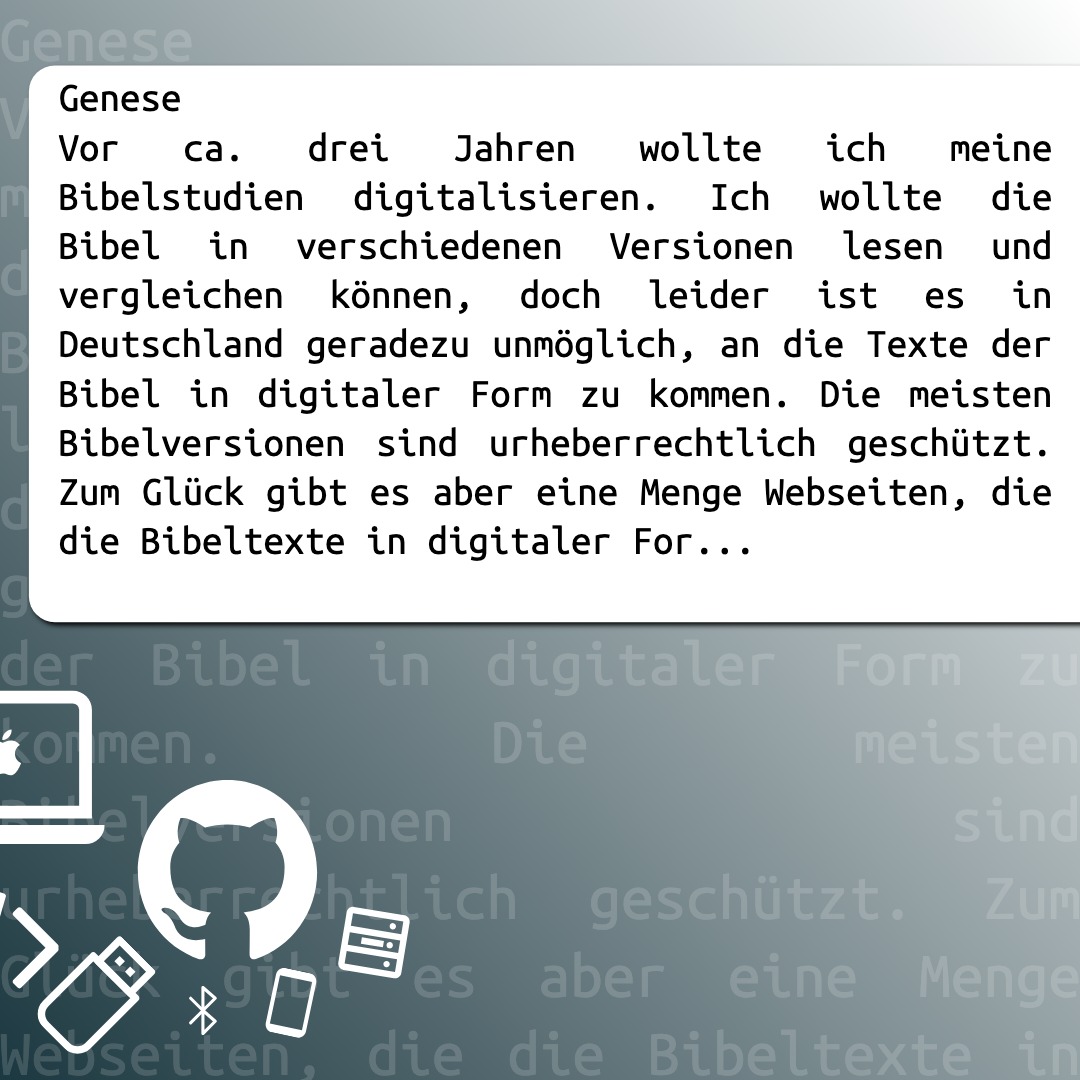 Genese
Genese
Vor ca. drei Jahren wollte ich meine
Bibelstudien digitalisieren. Ich wollte die
Bibel in verschiedenen Versionen lesen und
vergleichen können, doch leider ist es in
Deutschland geradezu unmöglich, an die Texte der
Bibel in digitaler Form zu kommen. Die meisten
Bibelversionen sind urheberrechtlich geschützt.
Zum Glück gibt es aber eine Menge Webseiten, die
die Bibeltexte in digitaler For...
der Bibel in digitaler Form zu
kommen. Die meisten
Bibelversionen sind
urheberrechtlich geschützt. Zum
Glück gibt es aber eine Menge
Webseiten, die die Bibeltexte in